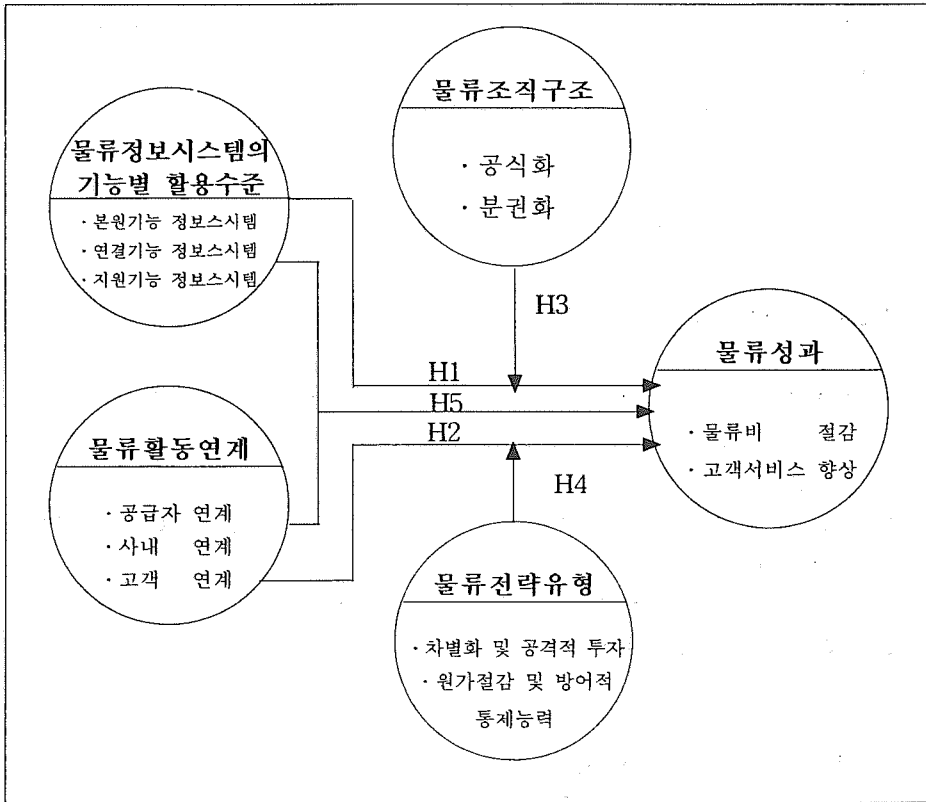 물류조직구조
· 공식화
· 분권화
물류정보시스템의
기능별 활용수준
· 본원기능 정보스시템
· 연결기능 정보스시템
· 지원기능 정보스시템
H3
물류성과
· 물류비 절감
· 고객서비스 향상
H1
H5
H2
물류활동연계
· 공급자 연계
· 사내 연계
· 고객 연계
H4
물류전략유형
· 차별화 및 공격적 투자
· 원가절감 및 방어적
통제능력